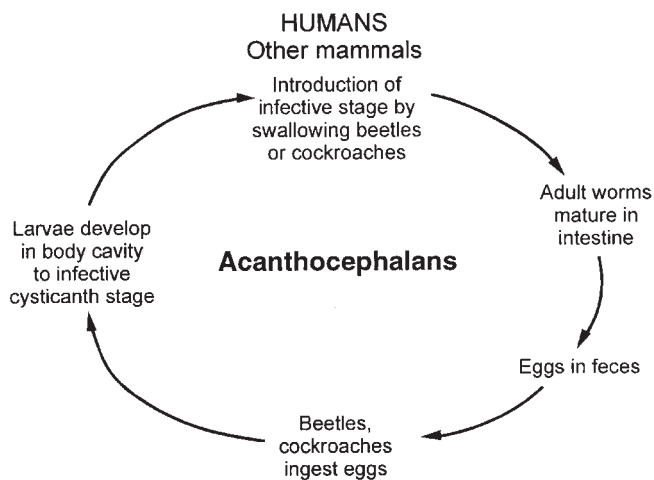 HUMANS
Other mammals
Introduction of
infective stage by
swallowing beetles
or cockroaches
Adult worms
mature in
intestine
Eggs in feces
Beetles,
cockroaches
ingest eggs
Larvae develop
in body cavity
to infective
cysticanth stage
Acanthocephalans